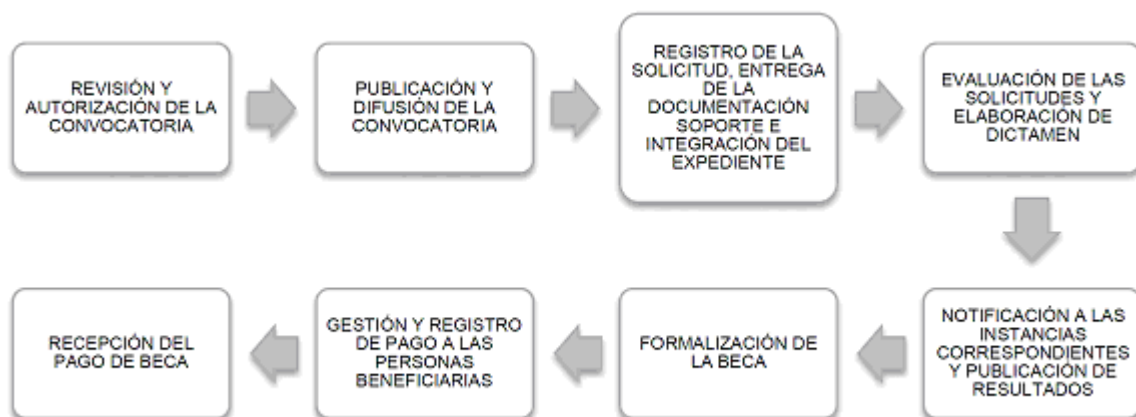 REVISIÓN Y
AUTORIZACIÓN DE LA
CONVOCATORIA
PUBLICACIÓN Y
DIFUSIÓN DE LA
CONVOCATORIA
REGISTRO DE LA
SOLICITUD, ENTREGA
DE LA
DOCUMENTACIÓN
SOPORTE E
INTEGRACIÓN DEL
EXPEDIENTE
EVALUACIÓN DE LAS
SOLICITUDES Y
ELABORACIÓN DE
DICTAMEN
NOTIFICACIÓN A LAS
INSTANCIAS
CORRESPONDIENTES
Y PUBLICACIÓN DE
RESULTADOS
FORMALIZACIÓN DE
LA BECA
GESTIÓN Y REGISTRO
DE PAGO A LAS
PERSONAS
BENEFICIARIAS
RECEPCIÓN DEL
PAGO DE BECA